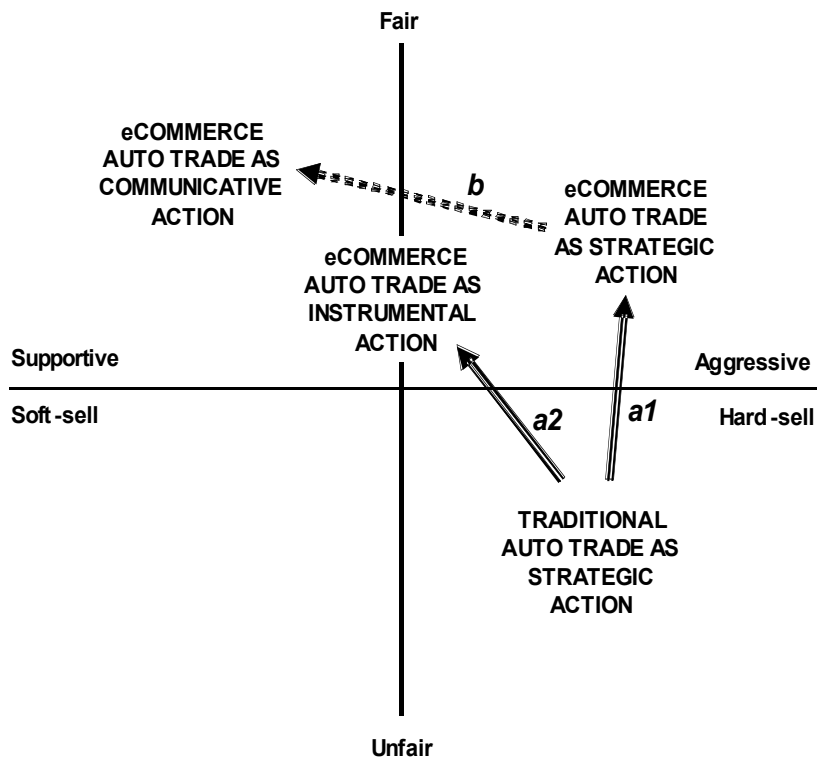 Fair
eCOMMERCE
AUTO TRADE AS
COMMUNICATIVE
ACTION
b
eCOMMERCE
AUTO TRADE
AS STRATEGIC
ACTION
eCOMMERCE
AUTO TRADE AS
INSTRUMENTAL
ACTION
Supportive
Aggressive
Soft-sell
a2
a1
Hard-sell
TRADITIONAL
AUTO TRADE AS
STRATEGIC
ACTION
Unfair